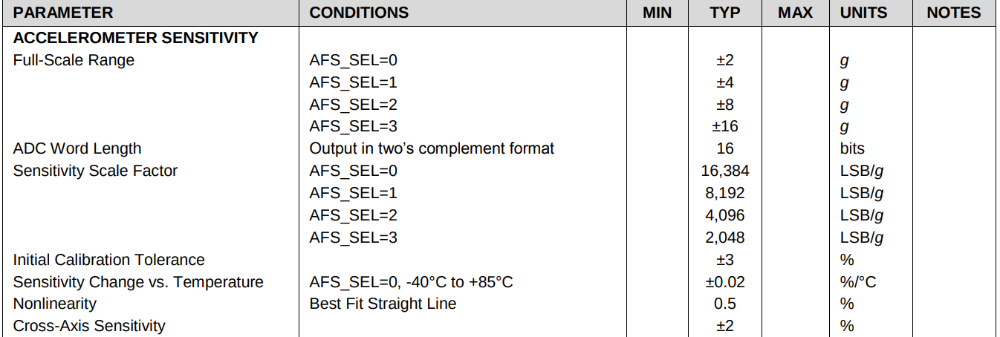 PARAMETER CONDITIONS MIN TYP MAX UNITS NOTES
ACCELEROMETER SENSITIVITY
Full-Scale Range AFS_SEL=0 ±2 g
AFS_SEL=1 ±4 g
AFS_SEL=2 ±8 g
AFS_SEL=3 ±16 g
ADC Word Length Output in two’s complement format 16 bits
Sensitivity Scale Factor AFS_SEL=0 16,384 LSB/g
AFS_SEL=1 8,192 LSB/g
AFS_SEL=2 4,096 LSB/g
AFS_SEL=3 2,048 LSB/g
Initial Calibration Tolerance ±3 %
Sensitivity Change vs. Temperature AFS_SEL=0, -40°C to +85°C ±0.02 %/°C
Nonlinearity Best Fit Straight Line 0.5 %
Cross-Axis Sensitivity ±2 %